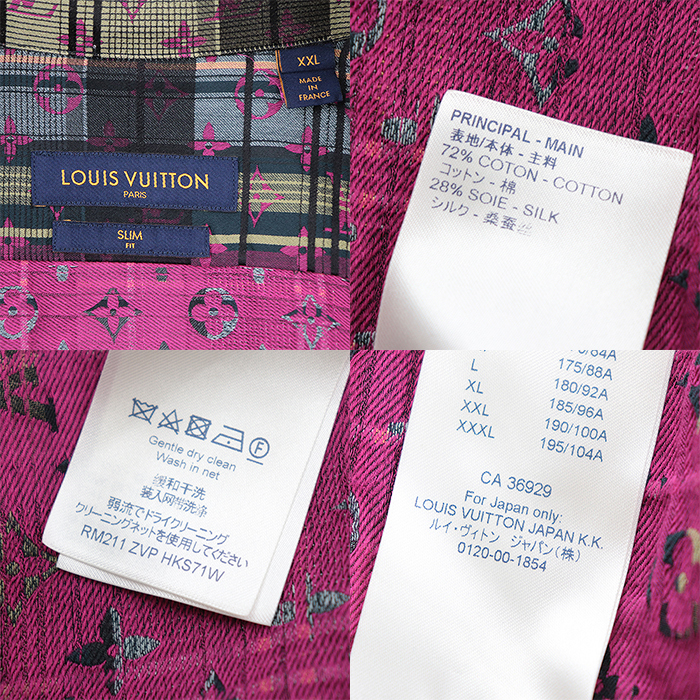 XXL
MADE
IN
FRANCE
LOUIS VUITTON
PARIS
SLIM
FIT
PRINCIPAL - MAIN
表地/本体 - 主料
72% COTON - COTTON
コットン - 棉
28% SOIE - SILK
シルク - 桑蚕丝
Gentle dry clean
Wash in net
缓和干洗
装入网带洗涤
弱流でドライクリーニング
クリーニングネットを使用してください
RM211 ZVP HKS71W
L 175/88A
XL 180/92A
XXL 185/96A
XXXL 190/100A
195/104A
CA 36929
For Japan only:
LOUIS VUITTON JAPAN K.K.
ルイ・ヴィトン ジャパン(株)
0120-00-1854